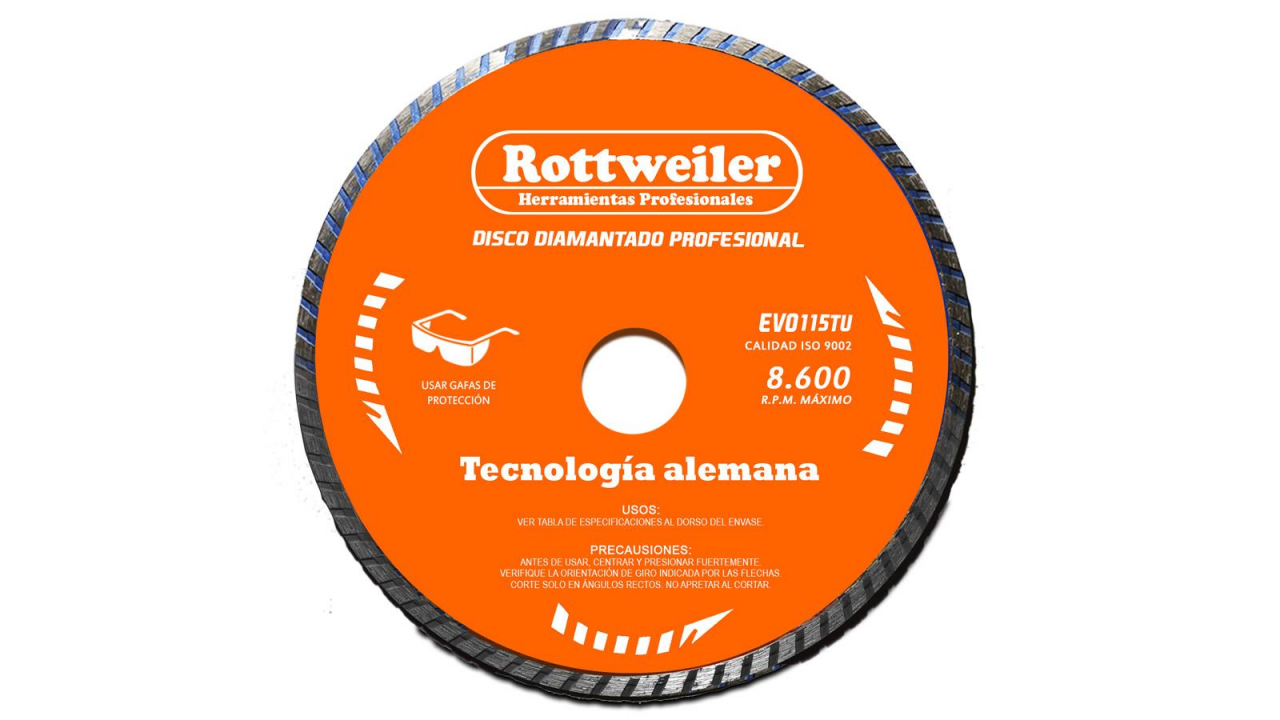 Rottweiler
Herramientas Profesionales
DISCO DIAMANTADO PROFESIONAL
EVO115TU
CALIDAD ISO 9002
8.600
R.P.M. MÁXIMO
USAR GAFAS DE
PROTECCIÓN
Tecnología alemana
USOS:
VER TABLA DE ESPECIFICACIONES AL DORSO DEL ENVASE.
PRECAUSIONES:
ANTES DE USAR, CENTRAR Y PRESIONAR FUERTEMENTE.
VERIFIQUE LA ORIENTACIÓN DE GIRO INDICADA POR LAS FLECHAS.
CORTE SOLO EN ÁNGULOS RECTOS. NO APRETAR AL CORTAR.